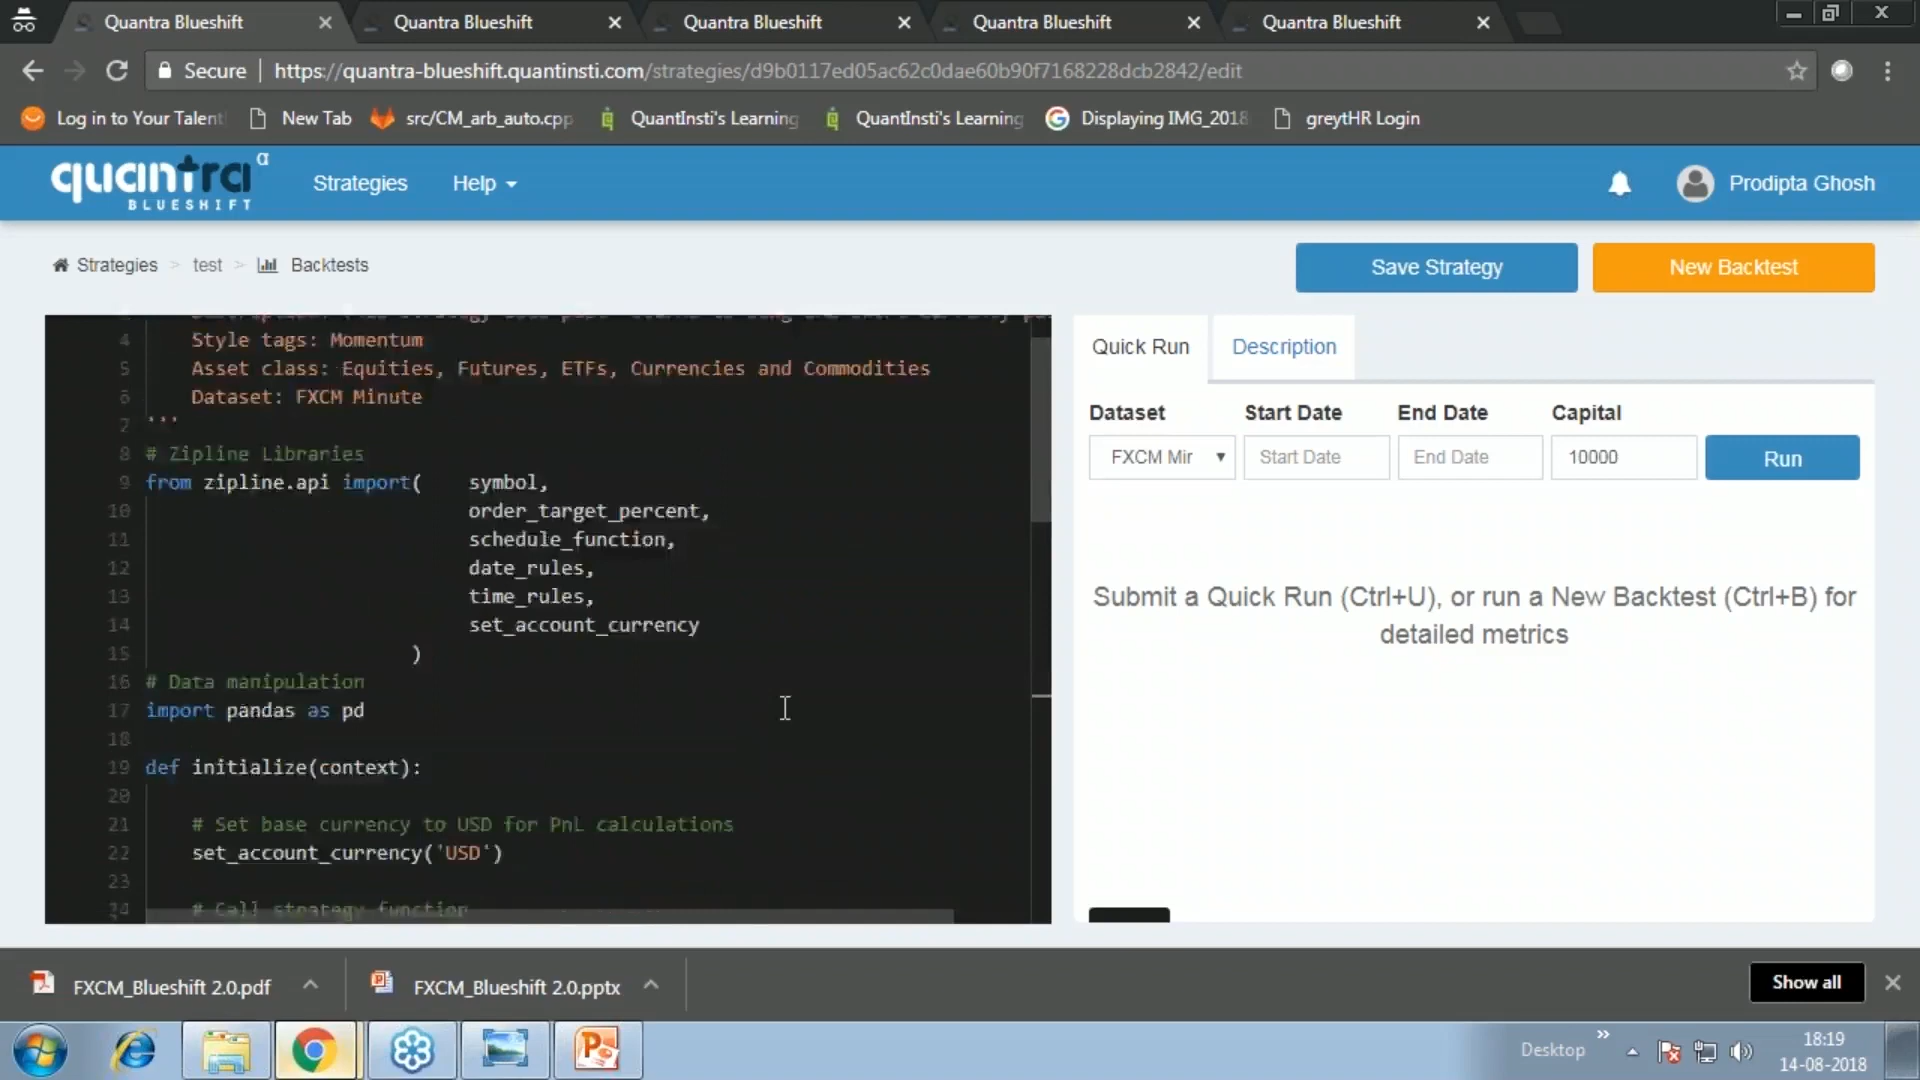 Quantra Blueshift
Quantra Blueshift
Quantra Blueshift
Quantra Blueshift
Quantra Blueshift
Secure | https://quantra-blueshift.quantinsti.com/strategies/d9b0117ed05ac62c0dae60b90f7168228dcb2842/edit
Log in to Your Talent
New Tab
src/CM_arb_auto.cpp
QuantInsti's Learning
QuantInsti's Learning
Displaying IMG_2018
greytHR Login
quantra α
BLUESHIFT
Strategies
Help
Prodipta Ghosh
Strategies > test > Backtests
Save Strategy
New Backtest
4 Style tags: Momentum
5 Asset class: Equities, Futures, ETFs, Currencies and Commodities
6 Dataset: FXCM Minute
7 '''
8 # Zipline Libraries
9 from zipline.api import( symbol,
10 order_target_percent,
11 schedule_function,
12 date_rules,
13 time_rules,
14 set_account_currency
15 )
16 # Data manipulation
17 import pandas as pd
18
19 def initialize(context):
20
21 # Set base currency to USD for PnL calculations
22 set_account_currency('USD')
23
24 # Call strategy function
Quick Run
Description
Dataset Start Date End Date Capital
FXCM Mir Start Date End Date 10000 Run
Submit a Quick Run (Ctrl+U), or run a New Backtest (Ctrl+B) for
detailed metrics
FXCM_Blueshift 2.0.pdf
FXCM_Blueshift 2.0.pptx
Show all
Desktop
18:19
14-08-2018